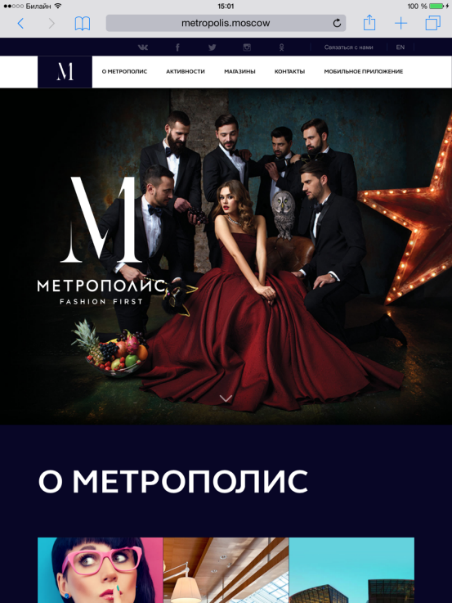 Билайн
15:01
100 %
metropolis.moscow
Связаться с нами
EN
M
О МЕТРОПОЛИС
АКТИВНОСТИ
МАГАЗИНЫ
КОНТАКТЫ
МОБИЛЬНОЕ ПРИЛОЖЕНИЕ
M
МЕТРОПОЛИС
FASHION FIRST
О МЕТРОПОЛИС